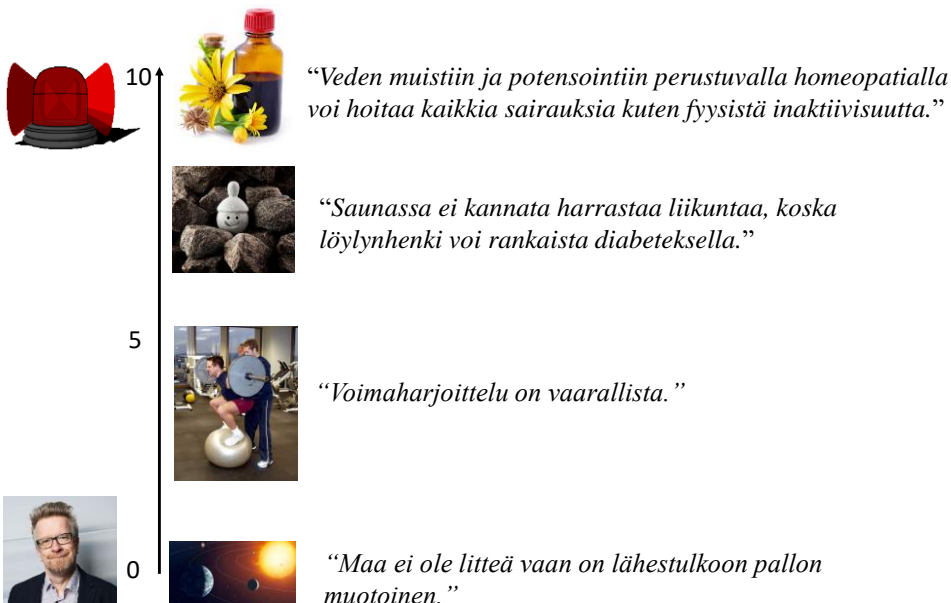 10
“Veden muistiin ja potensointiin perustuvalla homeopatialla
voi hoitaa kaikkia sairauksia kuten fyysistä inaktiivisuutta.”
“Saunassa ei kannata harrastaa liikuntaa, koska
löylynhenki voi rankaista diabeteksella.”
5
“Voimaharjoittelu on vaarallista.”
0
“Maa ei ole litteä vaan on lähestulkoon pallon
muotoinen.”